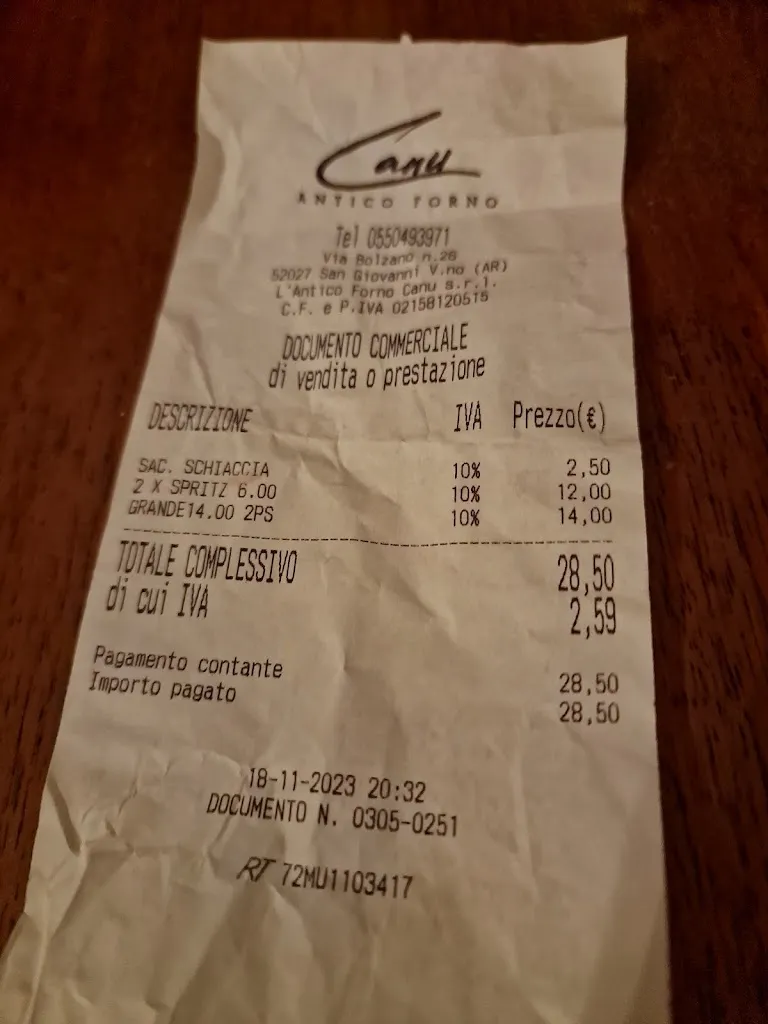 Canu
ANTICO FORNO
Tel 0550493971
Via Bolzano n.26
52027 San Giovanni V.no (AR)
L'Antico Forno Canu s.r.l.
C.F. e P.IVA 02158120515
DOCUMENTO COMMERCIALE
di vendita o prestazione
DESCRIZIONE IVA Prezzo(€)
SAC. SCHIACCIA 10% 2,50
2 X SPRITZ 6.00 10% 12,00
GRANDE14.00 2PS 10% 14,00
TOTALE COMPLESSIVO 28,50
di cui IVA 2,59
Pagamento contante 28,50
Importo pagato 28,50
18-11-2023 20:32
DOCUMENTO N. 0305-0251
RT 72MU1103417